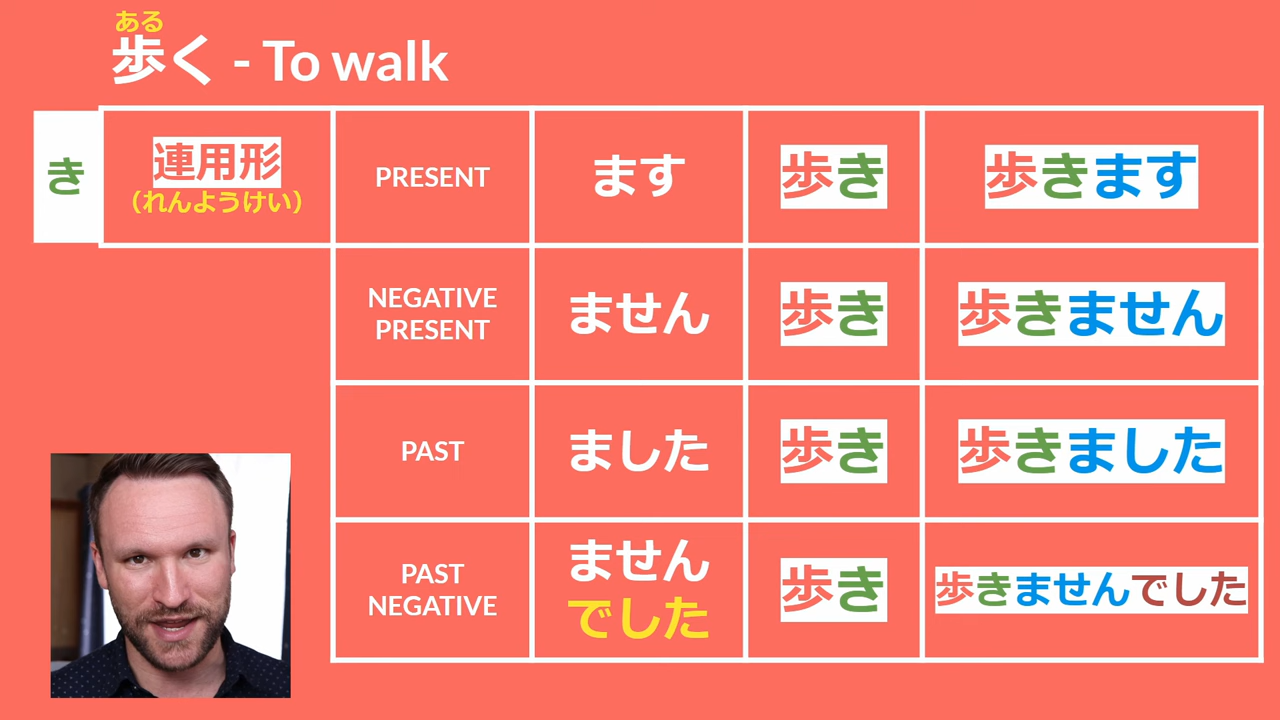 ある
歩く - To walk
き
連用形
（れんようけい）
PRESENT
ます
歩き
歩きます
NEGATIVE
PRESENT
ません
歩き
歩きません
PAST
ました
歩き
歩きました
PAST
NEGATIVE
ません
でした
歩き
歩きませんでした